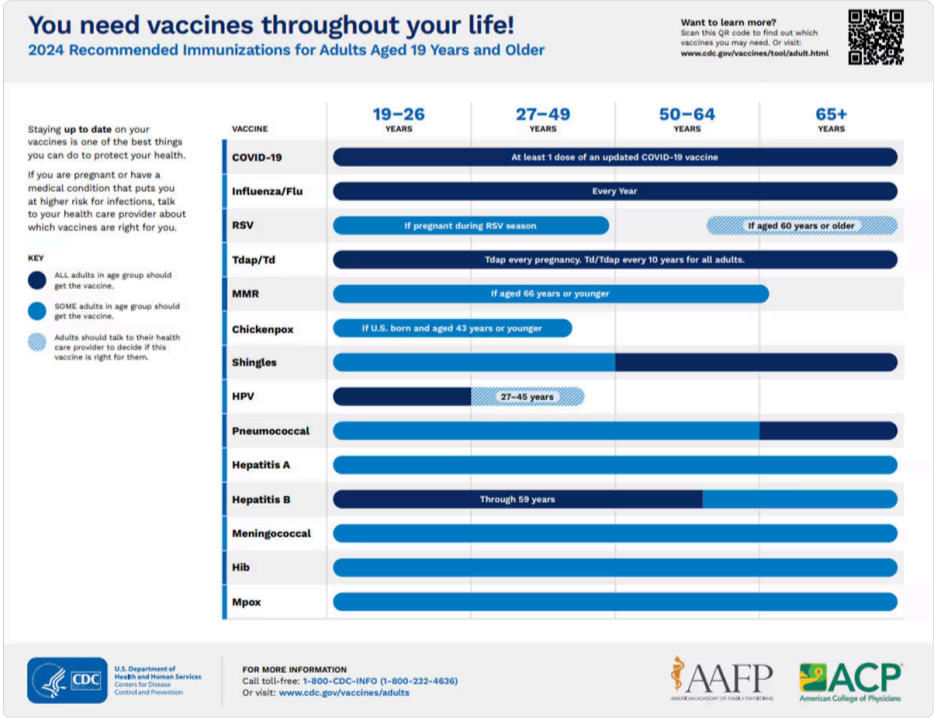 You need vaccines throughout your life!
2024 Recommended Immunizations for Adults Aged 19 Years and Older
Want to learn more?
Scan this QR code to find out which
vaccines you may need. Or visit:
www.cdc.gov/vaccines/tool/adult.html
Staying up to date on your
vaccines is one of the best things
you can do to protect your health.
If you are pregnant or have a
medical condition that puts you
at higher risk for infections, talk
to your health care provider about
which vaccines are right for you.
KEY
ALL adults in age group should
get the vaccine.
SOME adults in age group should
get the vaccine.
Adults should talk to their health
care provider to decide if this
vaccine is right for them.
VACCINE
19–26
YEARS
27–49
YEARS
50–64
YEARS
65+
YEARS
COVID-19
At least 1 dose of an updated COVID-19 vaccine
Influenza/Flu
Every Year
RSV
If pregnant during RSV season
If aged 60 years or older
Tdap/Td
Tdap every pregnancy. Td/Tdap every 10 years for all adults.
MMR
If aged 66 years or younger
Chickenpox
If U.S. born and aged 43 years or younger
Shingles
HPV
27–45 years
Pneumococcal
Hepatitis A
Hepatitis B
Through 59 years
Meningococcal
Hib
Mpox
CDC
U.S. Department of
Health and Human Services
Centers for Disease
Control and Prevention
FOR MORE INFORMATION
Call toll-free: 1-800-CDC-INFO (1-800-232-4636)
Or visit: www.cdc.gov/vaccines/adults
AAFP
AMERICAN ACADEMY OF FAMILY PHYSICIANS
ACP
American College of Physicians